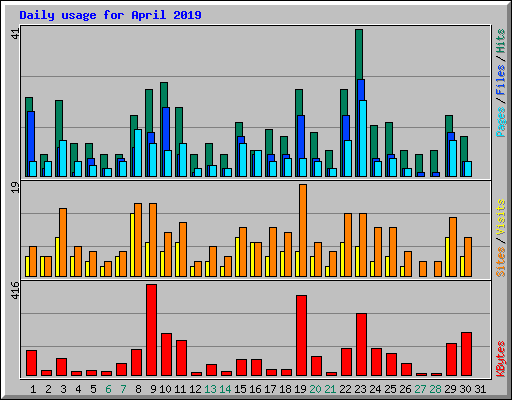 Daily usage for April 2019
41
Pages / Files / Hits
19
Sites / Visits
416
KBytes
1 2 3 4 5 6 7 8 9 10 11 12 13 14 15 16 17 18 19 20 21 22 23 24 25 26 27 28 29 30 31